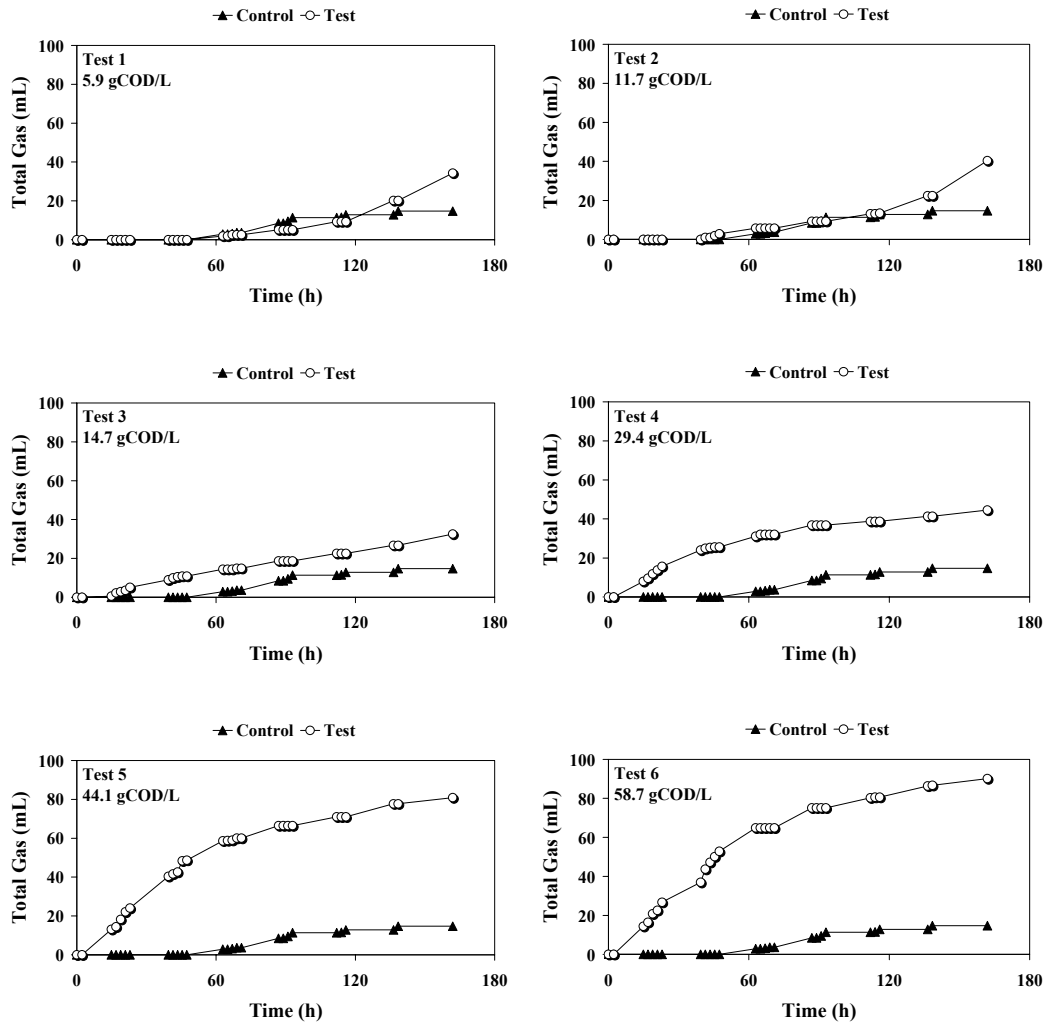 Control Test
Test 1
5.9 gCOD/L
100
80
60
40
20
0
0 60 120 180
Total Gas (mL)
Time (h)
Control Test
Test 2
11.7 gCOD/L
100
80
60
40
20
0
0 60 120 180
Total Gas (mL)
Time (h)
Control Test
Test 3
14.7 gCOD/L
100
80
60
40
20
0
0 60 120 180
Total Gas (mL)
Time (h)
Control Test
Test 4
29.4 gCOD/L
100
80
60
40
20
0
0 60 120 180
Total Gas (mL)
Time (h)
Control Test
Test 5
44.1 gCOD/L
100
80
60
40
20
0
0 60 120 180
Total Gas (mL)
Time (h)
Control Test
Test 6
58.7 gCOD/L
100
80
60
40
20
0
0 60 120 180
Total Gas (mL)
Time (h)